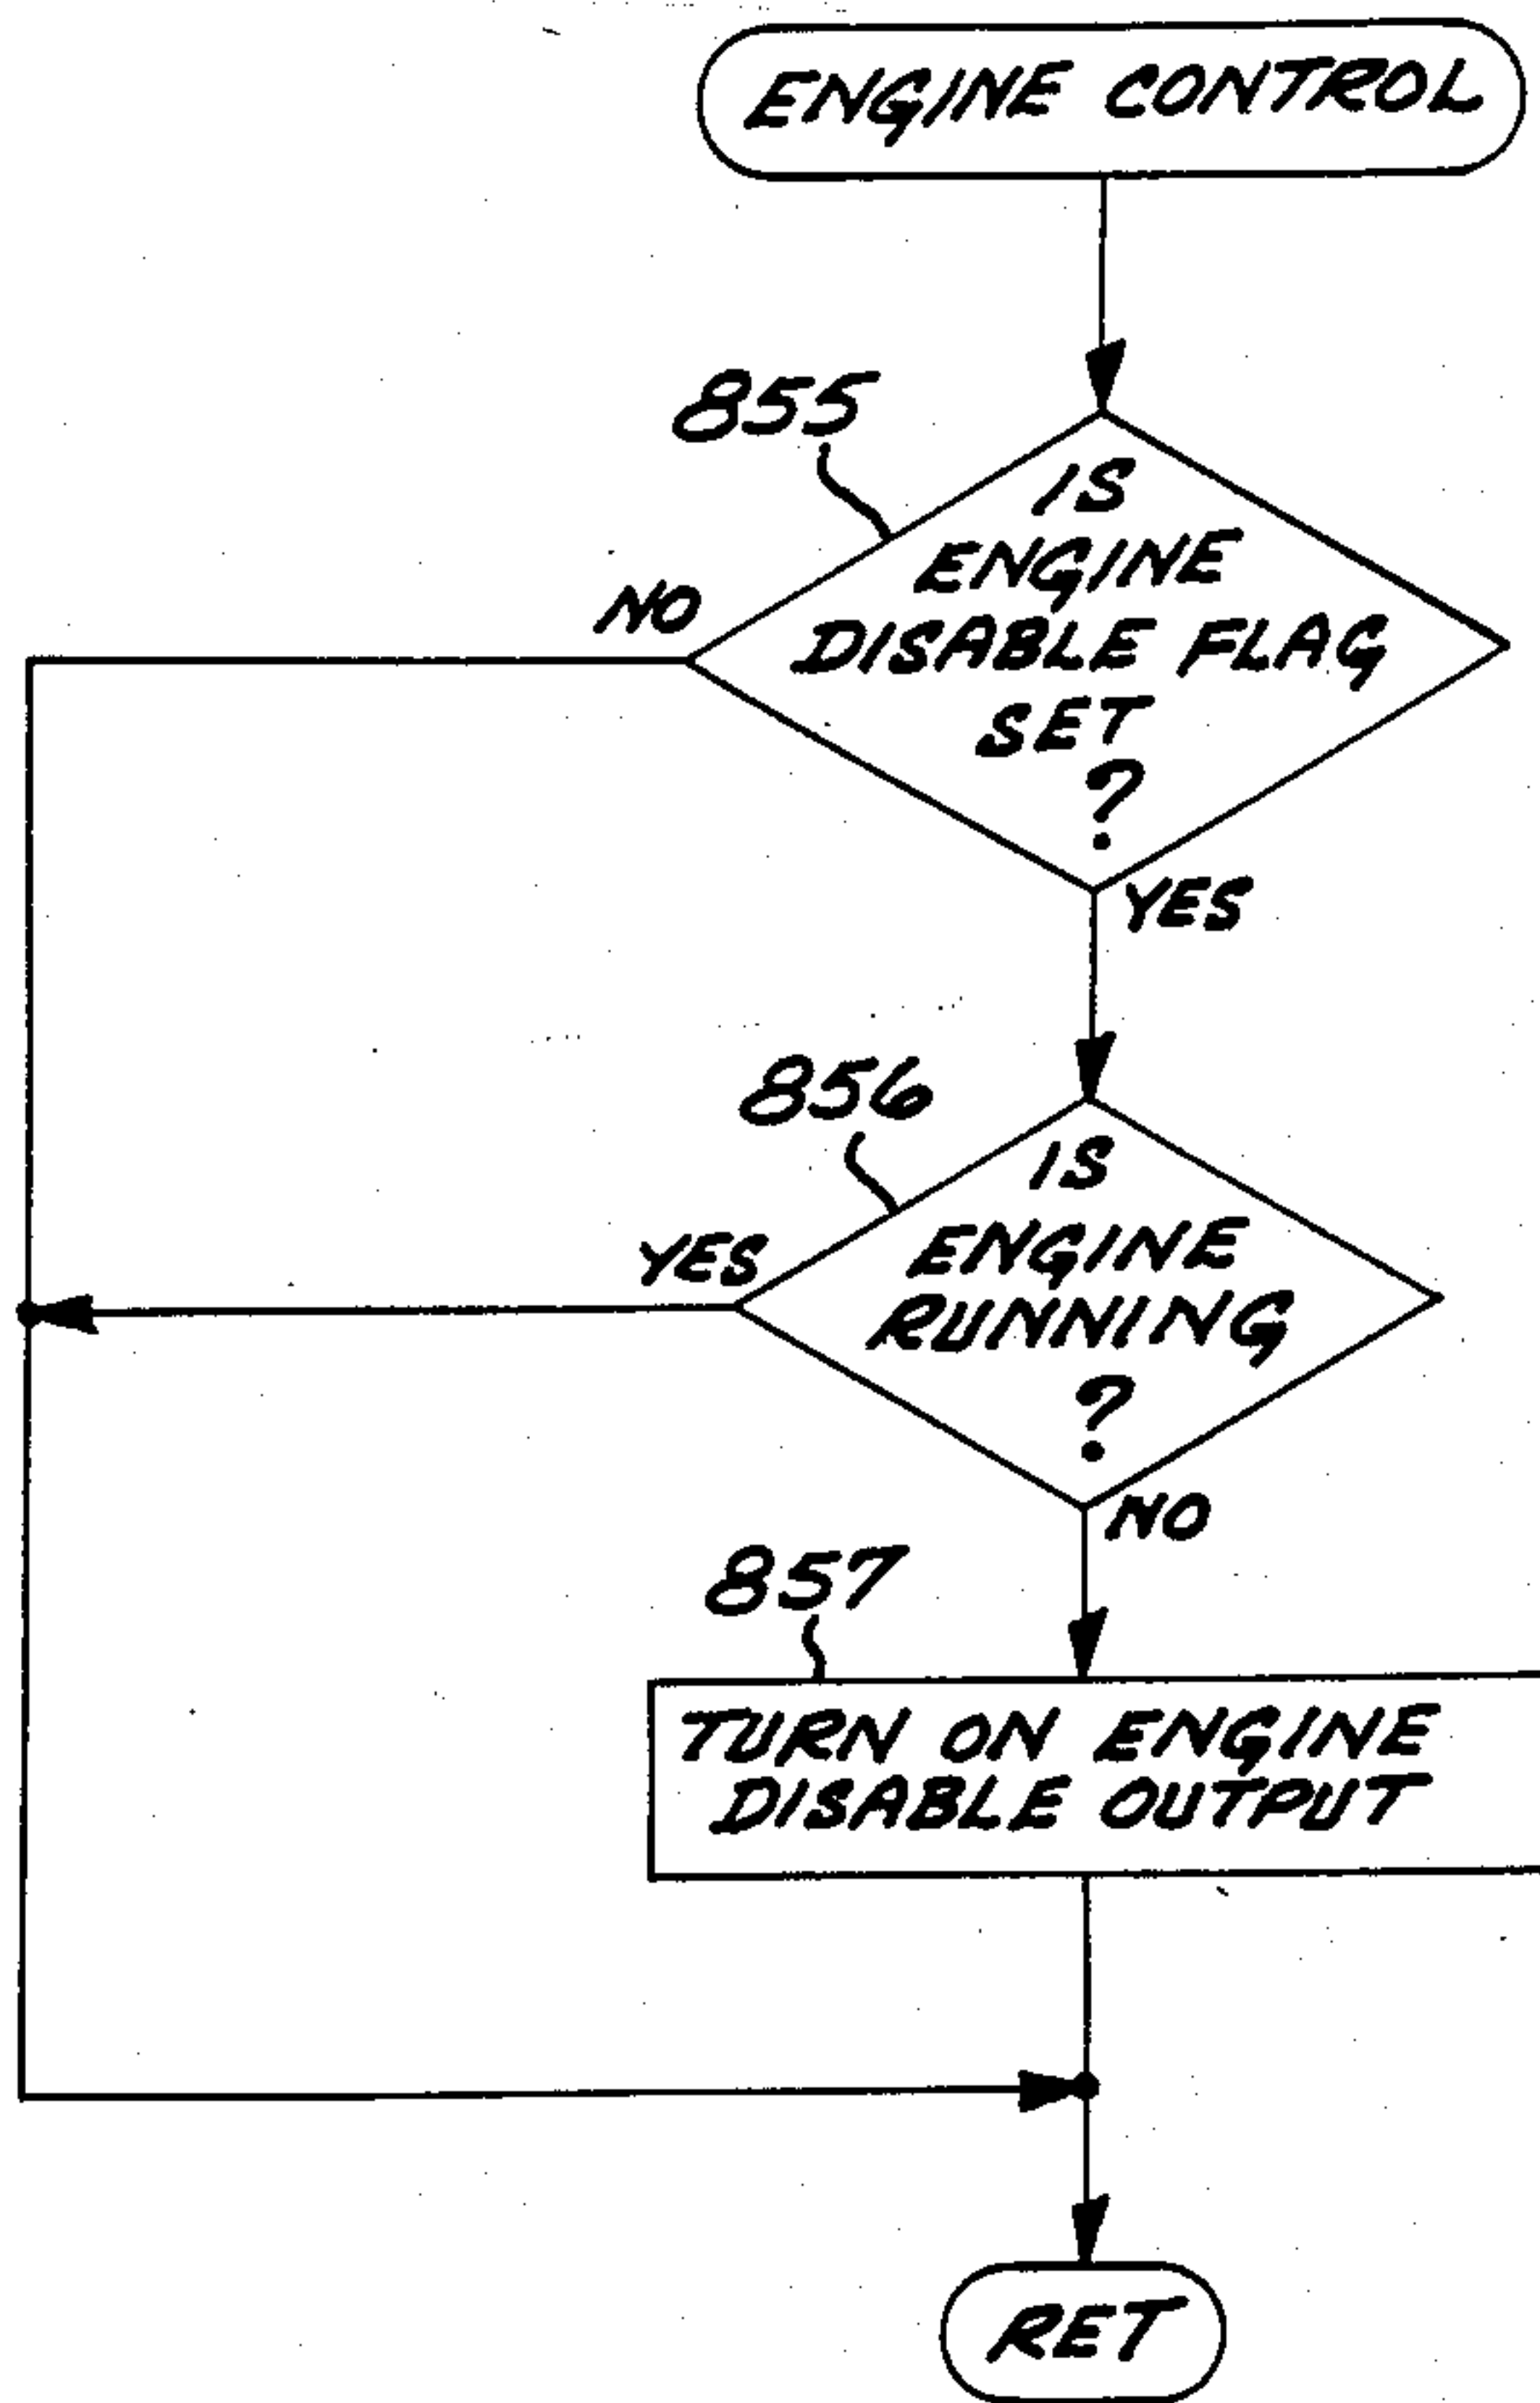 ENGINE CONTROL
855
IS
ENGINE
DISABLE FLAG
SET
?
NO
YES
856
IS
ENGINE
RUNNING
?
YES
NO
857
TURN ON ENGINE
DISABLE OUTPUT
RET